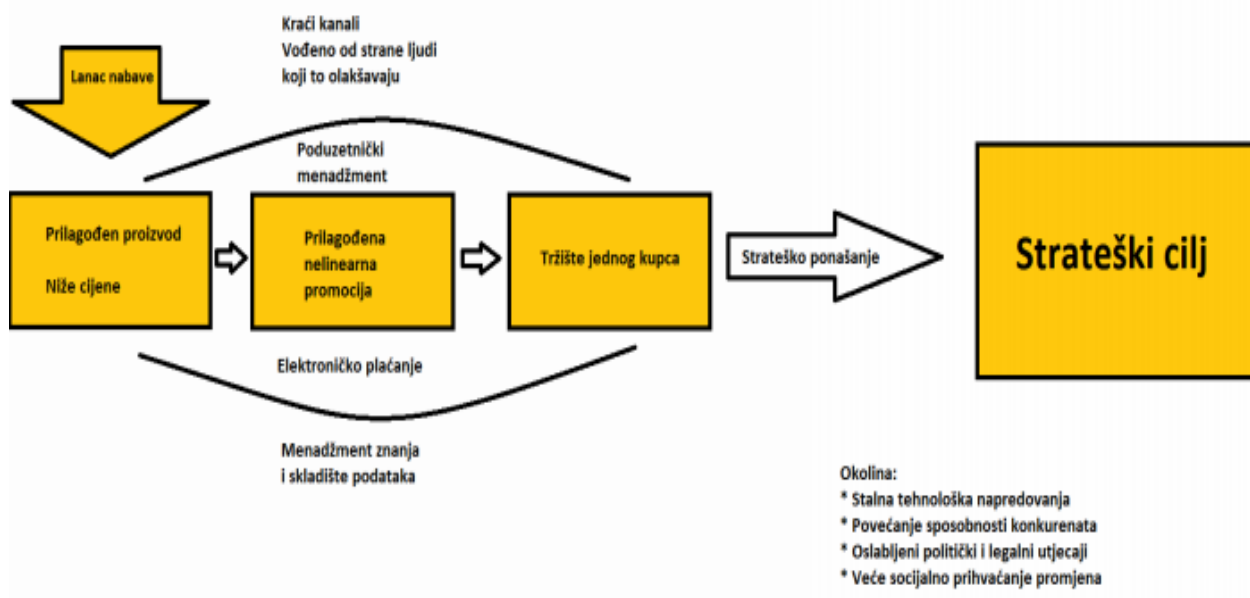 Kraći kanali
Vođeno od strane ljudi
koji to olakšavaju
Lanac nabave
Poduzetnički
menadžment
Prilagođen proizvod
Niže cijene
Prilagođena
nelinearna
promocija
Tržište jednog kupca
Strateško ponašanje
Strateški cilj
Elektroničko plaćanje
Menadžment znanja
i skladište podataka
Okolina:
* Stalna tehnološka napredovanja
* Povećanje sposobnosti konkurenata
* Oslabljeni politički i legalni utjecaji
* Veće socijalno prihvaćanje promjena